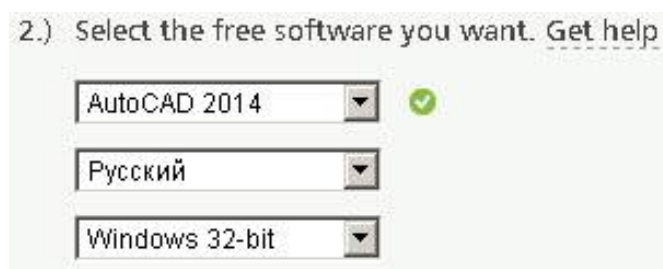 2.) Select the free software you want. Get help
AutoCAD 2014
Русский
Windows 32-bit